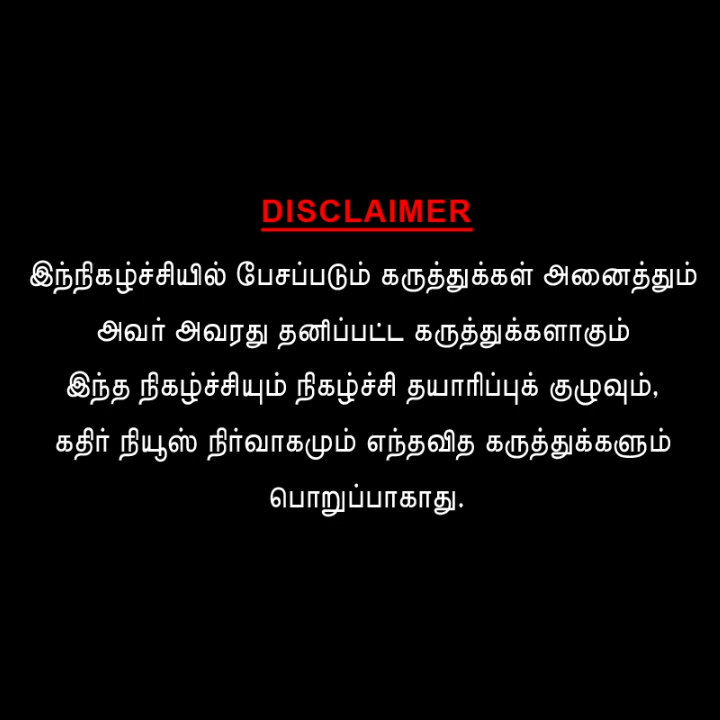 DISCLAIMER
இந்நிகழ்ச்சியில் பேசப்படும் கருத்துக்கள் அனைத்தும்
அவர் அவரது தனிப்பட்ட கருத்துக்களாகும்
இந்த நிகழ்ச்சியும் நிகழ்ச்சி தயாரிப்புக் குழுவும்,
கதிர் நியூஸ் நிர்வாகமும் எந்தவித கருத்துக்களும்
பொறுப்பாகாது.